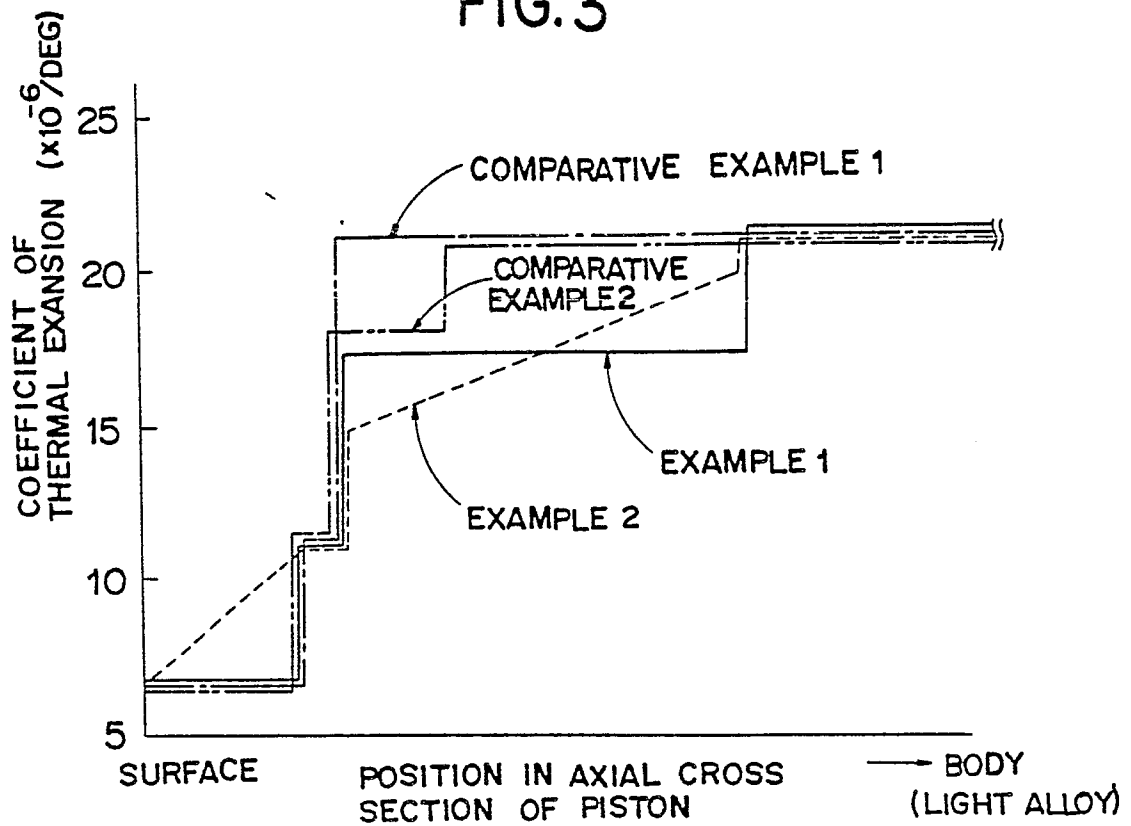 FIG. 3
COEFFICIENT OF
THERMAL EXANSION (x10⁻⁶/DEG)
25
20
15
10
5
COMPARATIVE EXAMPLE 1
COMPARATIVE
EXAMPLE 2
EXAMPLE 1
EXAMPLE 2
SURFACE
POSITION IN AXIAL CROSS
SECTION OF PISTON
BODY
(LIGHT ALLOY)